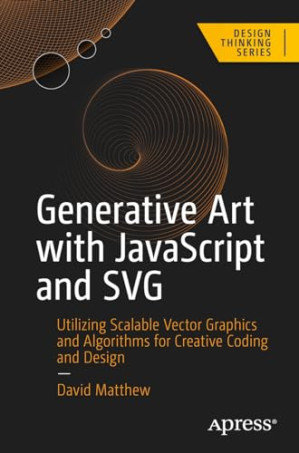 DESIGN
THINKING
SERIES
Generative Art
with JavaScript
and SVG
Utilizing Scalable Vector Graphics
and Algorithms for Creative Coding
and Design
—
David Matthew
Apress®